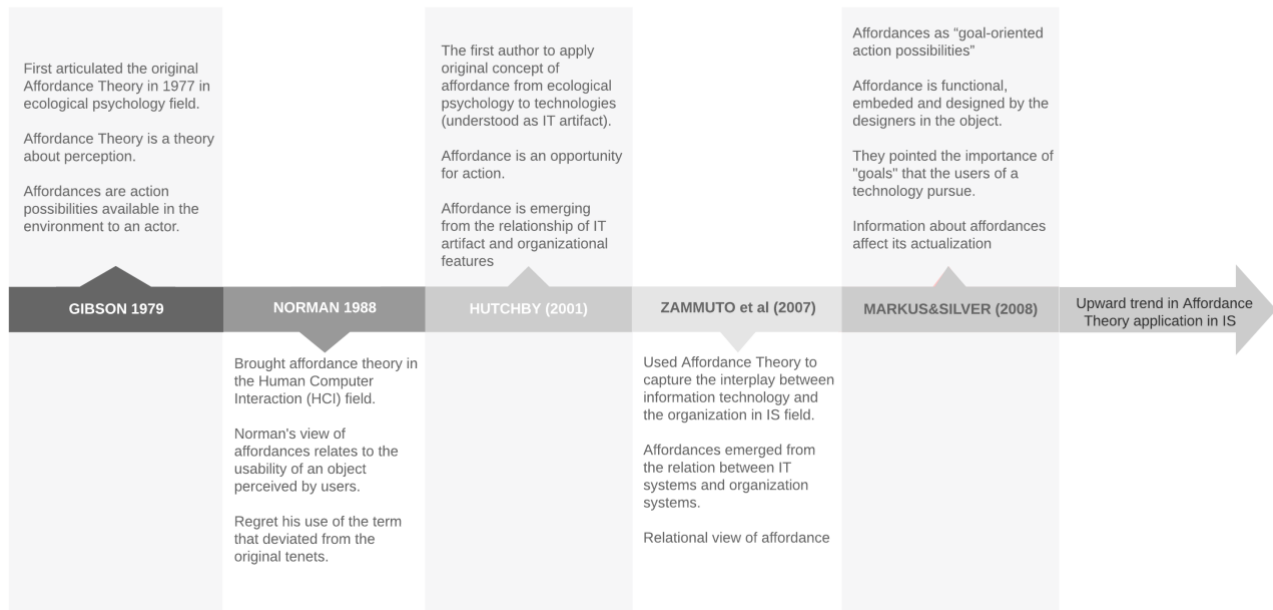 First articulated the original
Affordance Theory in 1977 in
ecological psychology field.
Affordance Theory is a theory
about perception.
Affordances are action
possibilities available in the
environment to an actor.
GIBSON 1979
NORMAN 1988
Brought affordance theory in
the Human Computer
Interaction (HCI) field.
Norman's view of
affordances relates to the
usability of an object
perceived by users.
Regret his use of the term
that deviated from the
original tenets.
The first author to apply
original concept of
affordance from ecological
psychology to technologies
(understood as IT artifact).
Affordance is an opportunity
for action.
Affordance is emerging
from the relationship of IT
artifact and organizational
features
HUTCHBY (2001)
ZAMMUTO et al (2007)
Used Affordance Theory to
capture the interplay between
information technology and
the organization in IS field.
Affordances emerged from
the relation between IT
systems and organization
systems.
Relational view of affordance
Affordances as “goal-oriented
action possibilities”
Affordance is functional,
embeded and designed by the
designers in the object.
They pointed the importance of
"goals" that the users of a
technology pursue.
Information about affordances
affect its actualization
MARKUS&SILVER (2008)
Upward trend in Affordance
Theory application in IS